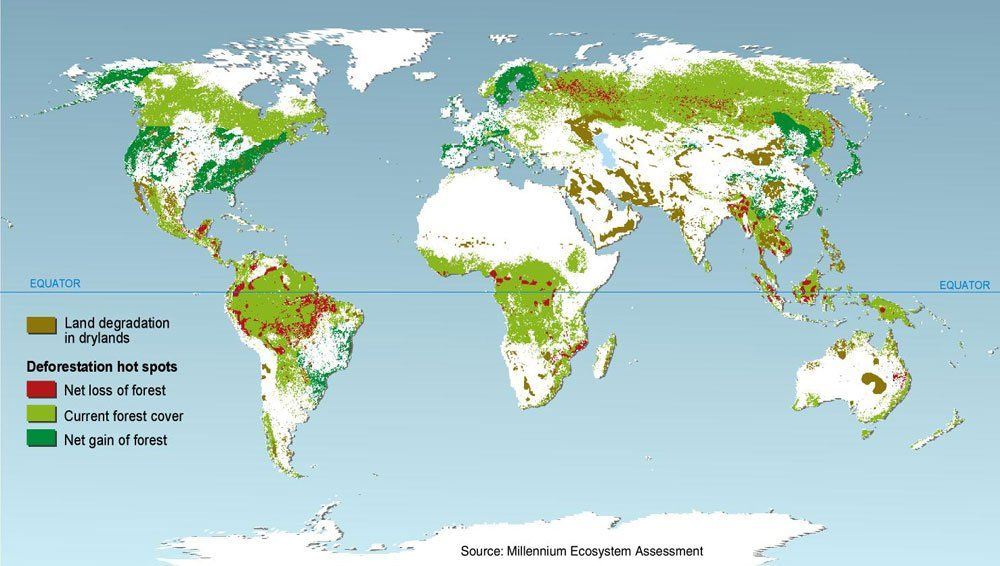 EQUATOR
EQUATOR
Land degradation
in drylands
Deforestation hot spots
Net loss of forest
Current forest cover
Net gain of forest
Source: Millennium Ecosystem Assessment